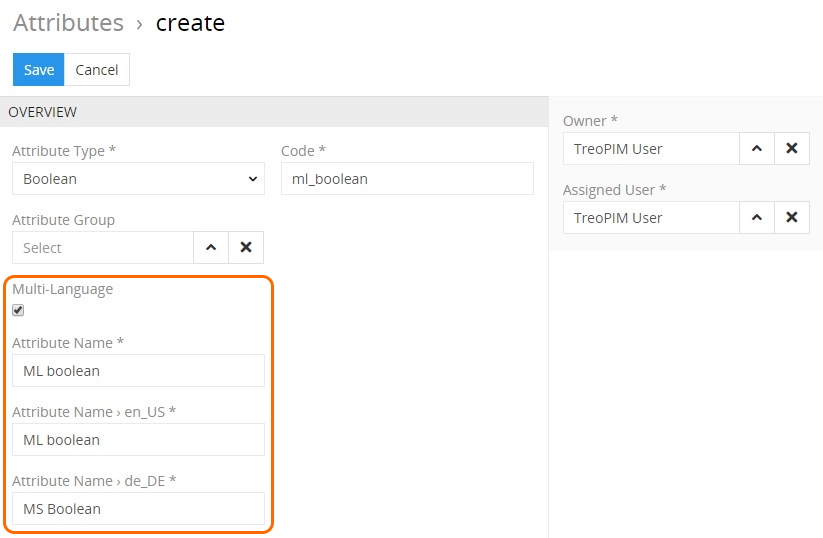 Attributes › create
Save Cancel
OVERVIEW
Attribute Type *
Boolean
Code *
ml_boolean
Attribute Group
Select
Multi-Language
Attribute Name *
ML boolean
Attribute Name › en_US *
ML boolean
Attribute Name › de_DE *
MS Boolean
Owner *
TreoPIM User
Assigned User *
TreoPIM User